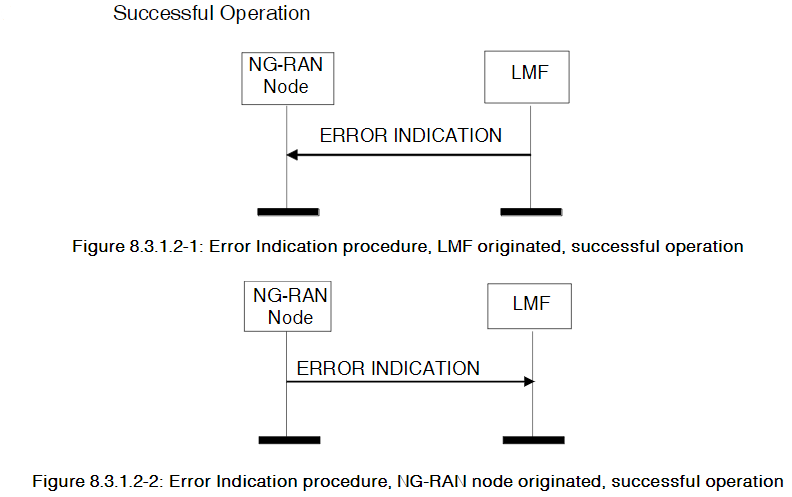 Successful Operation
NG-RAN
Node
LMF
ERROR INDICATION
Figure 8.3.1.2-1: Error Indication procedure, LMF originated, successful operation
NG-RAN
Node
LMF
ERROR INDICATION
Figure 8.3.1.2-2: Error Indication procedure, NG-RAN node originated, successful operation